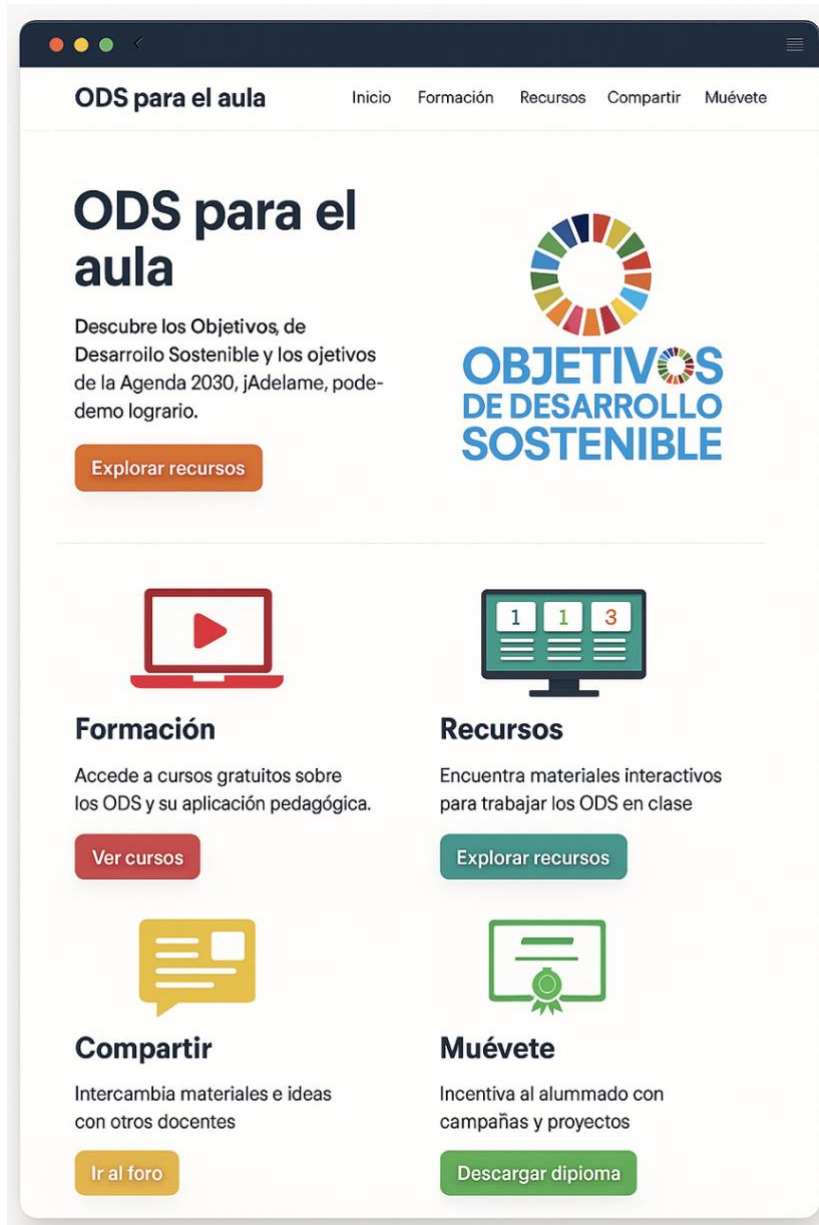 ODS para el aula
Inicio Formación Recursos Compartir Muévete
ODS para el
aula
Descubre los Objetivos, de
Desarroilo Sostenible y los ojetivos
de la Agenda 2030, jAdelame, pode-
demo logrario.
Explorar recursos
OBJETIVOS
DE DESARROLLO
SOSTENIBLE
1 1 3
Formación
Accede a cursos gratuitos sobre
los ODS y su aplicación pedagógica.
Ver cursos
Recursos
Encuentra materiales interactivos
para trabajar los ODS en clase
Explorar recursos
Compartir
Intercambia materiales e ideas
con otros docentes
Ir al foro
Muévete
Incentiva al alummado con
campañas y proyectos
Descargar dipioma